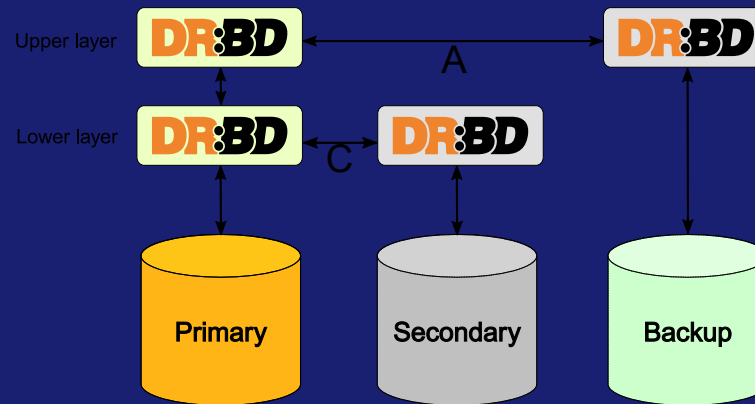 Upper layer
DR:BD
A
DR:BD
Lower layer
DR:BD
C
DR:BD
Primary
Secondary
Backup